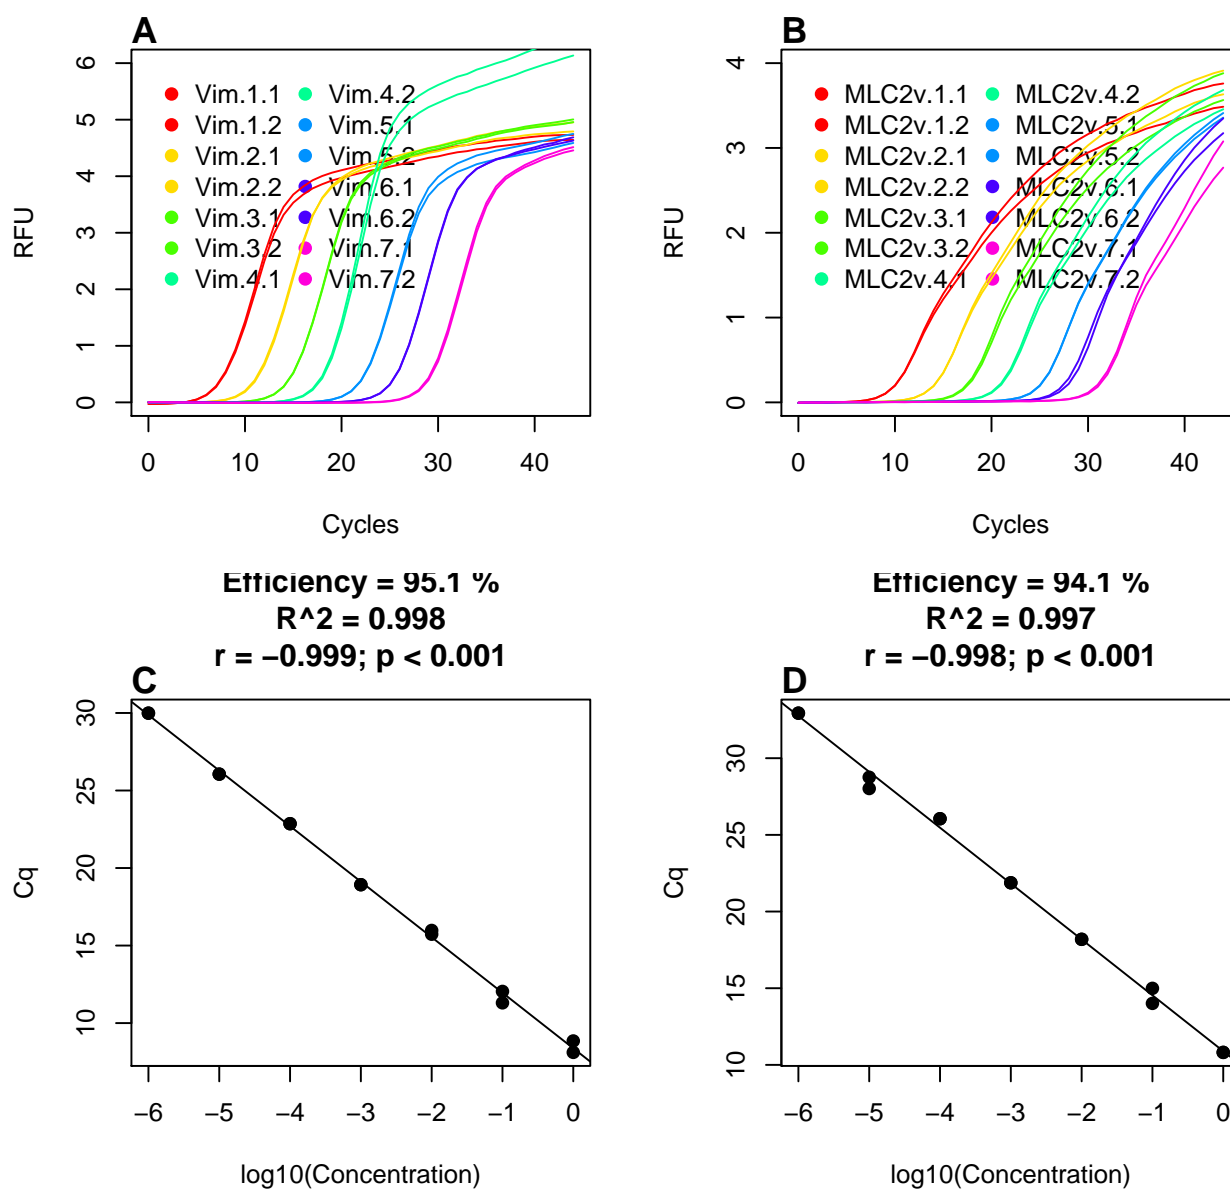 A
RFU
6
5
4
3
2
1
0
Vim.1.1
Vim.1.2
Vim.2.1
Vim.2.2
Vim.3.1
Vim.3.2
Vim.4.1
Vim.4.2
Vim.5.1
Vim.5.2
Vim.6.1
Vim.6.2
Vim.7.1
Vim.7.2
0 10 20 30 40
Cycles
B
RFU
4
3
2
1
0
MLC2v.1.1
MLC2v.1.2
MLC2v.2.1
MLC2v.2.2
MLC2v.3.1
MLC2v.3.2
MLC2v.4.1
MLC2v.4.2
MLC2v.5.1
MLC2v.5.2
MLC2v.6.1
MLC2v.6.2
MLC2v.7.1
MLC2v.7.2
0 10 20 30 40
Cycles
Efficiency = 95.1 %
R^2 = 0.998
r = −0.999; p < 0.001
C
Cq
30
25
20
15
10
−6 −5 −4 −3 −2 −1 0
log10(Concentration)
Efficiency = 94.1 %
R^2 = 0.997
r = −0.998; p < 0.001
D
Cq
30
25
20
15
10
−6 −5 −4 −3 −2 −1 0
log10(Concentration)